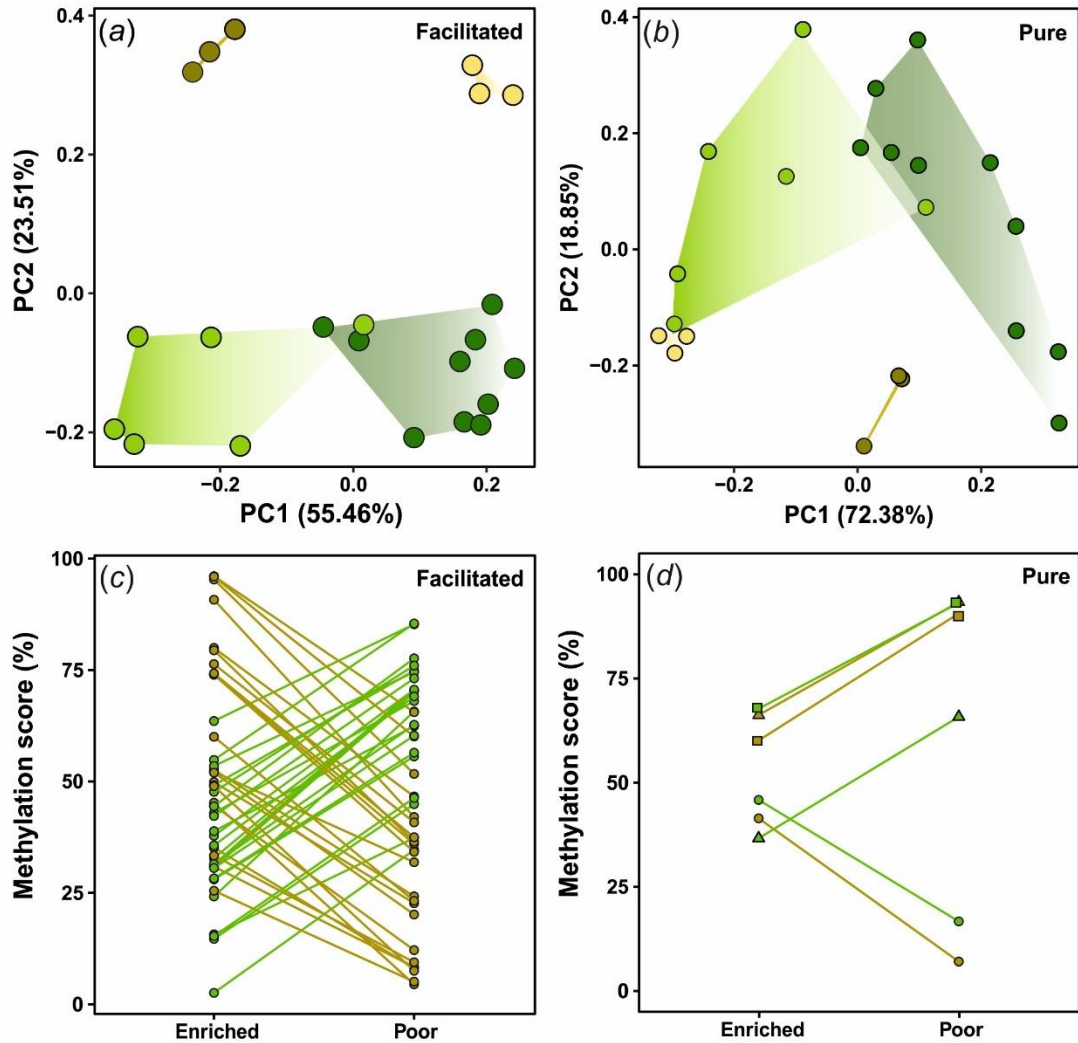 (a)
Facilitated
0.4
0.2
0.0
−0.2
PC2 (23.51%)
−0.2
0.0
0.2
PC1 (55.46%)
(b)
Pure
0.4
0.2
0.0
−0.2
PC2 (18.85%)
−0.2
0.0
0.2
PC1 (72.38%)
(c)
Facilitated
100
75
50
25
0
Methylation score (%)
Enriched
Poor
(d)
Pure
100
75
50
25
0
Methylation score (%)
Enriched
Poor